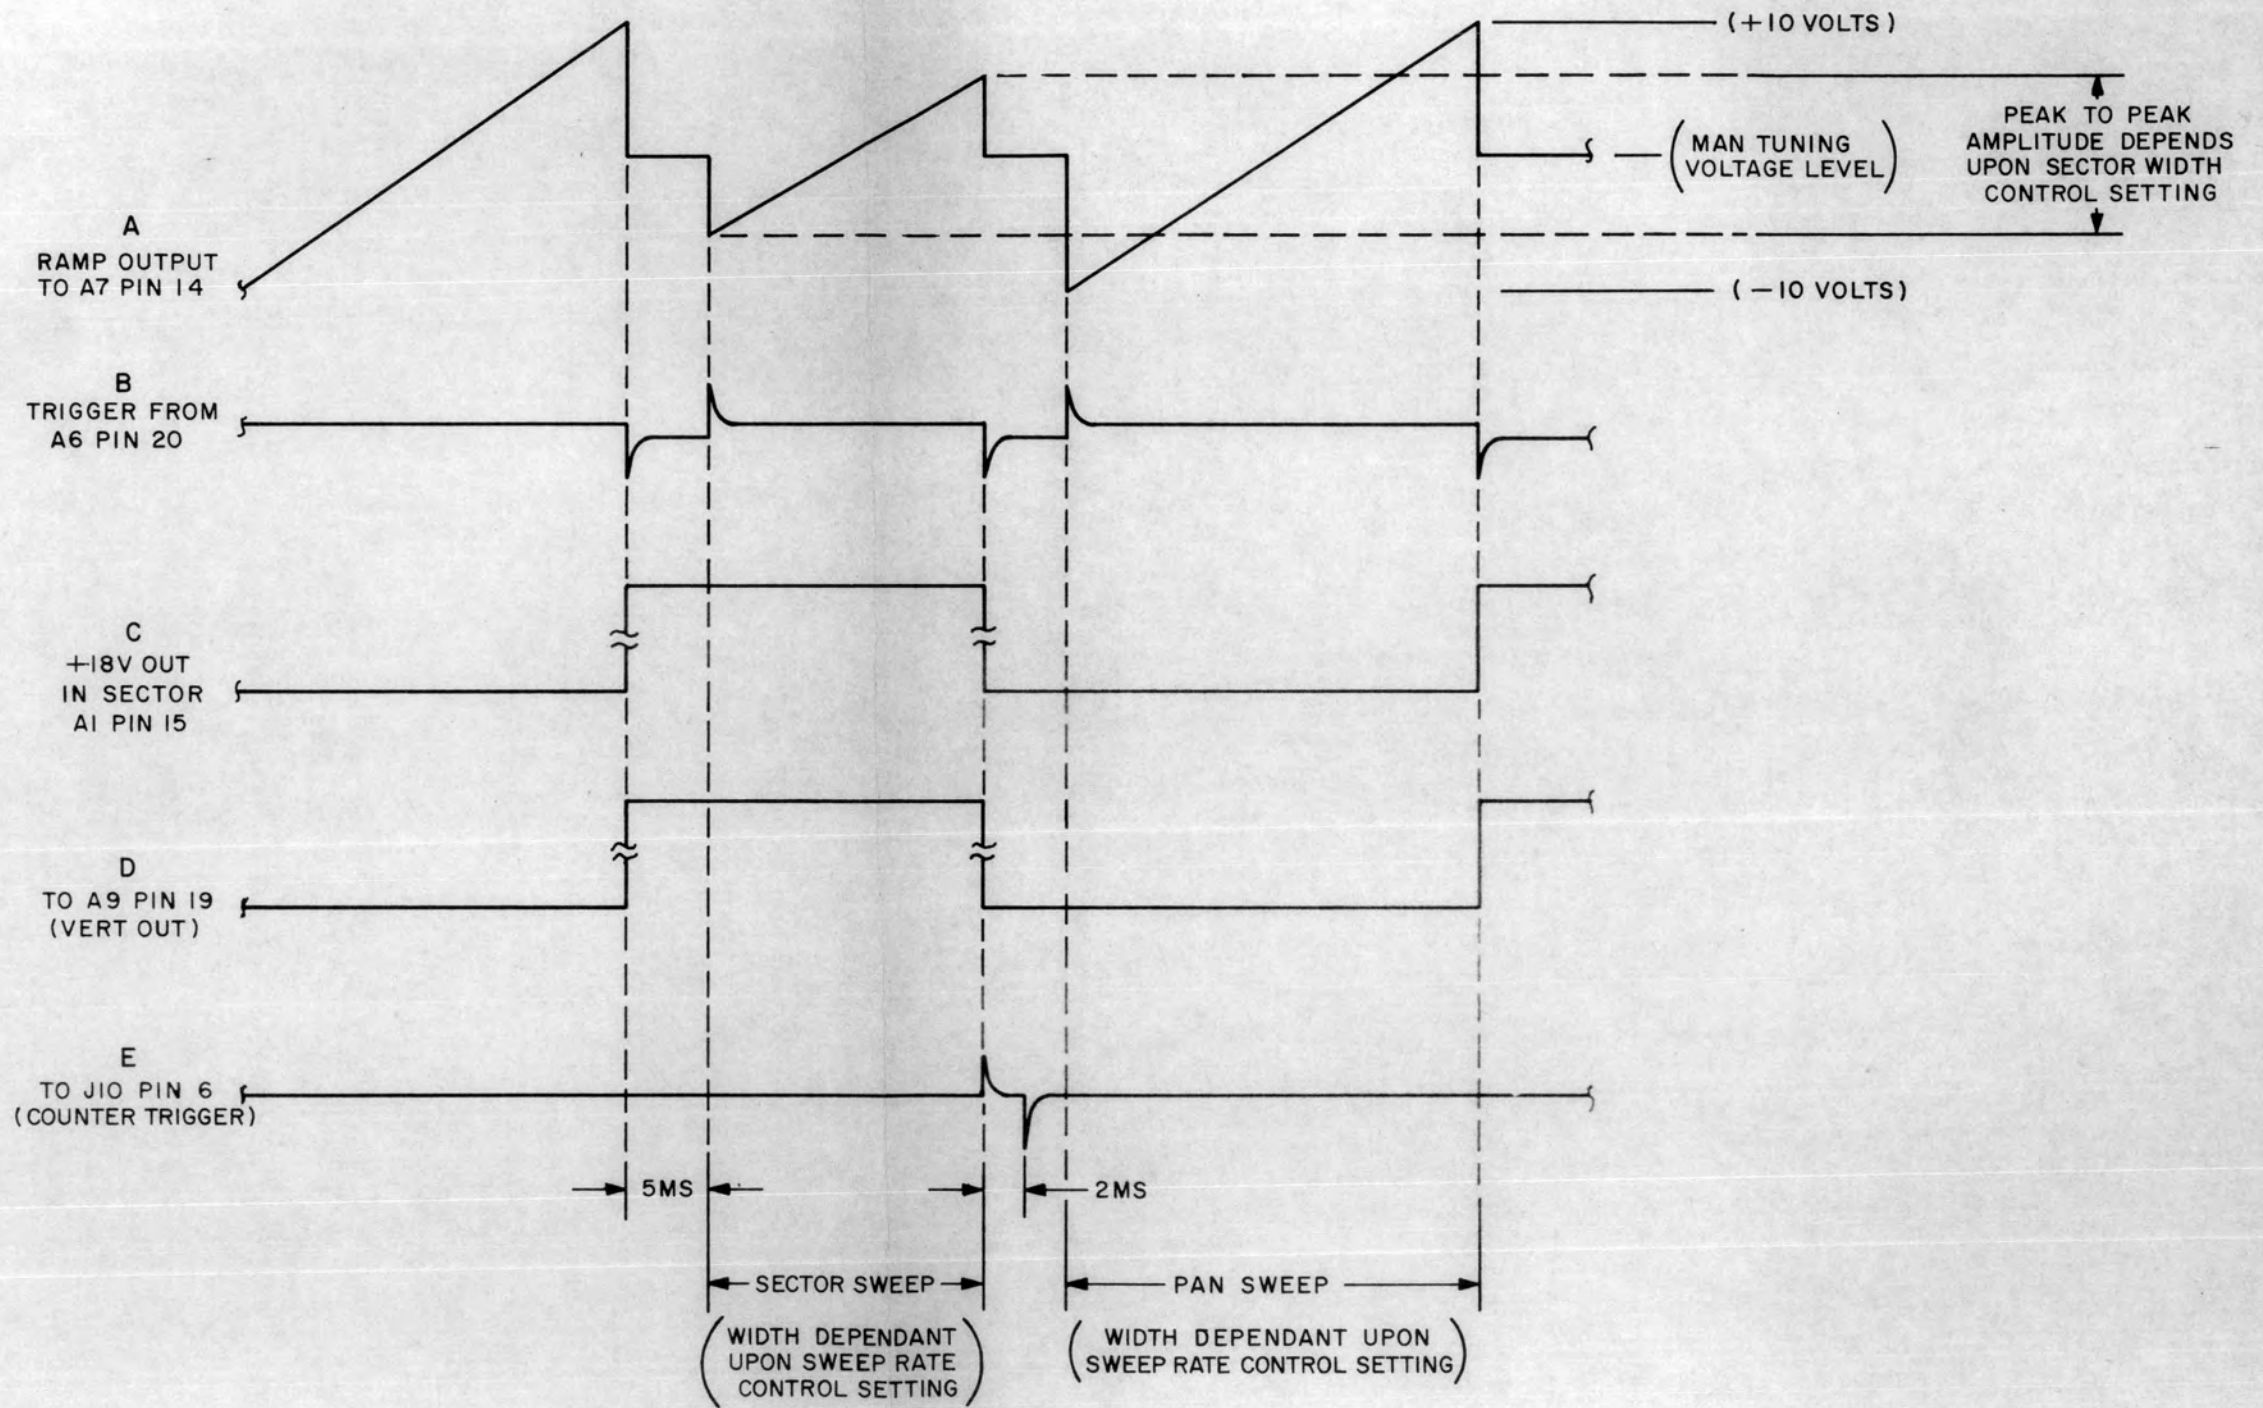 (+10 VOLTS)
PEAK TO PEAK
AMPLITUDE DEPENDS
UPON SECTOR WIDTH
CONTROL SETTING
(MAN TUNING
VOLTAGE LEVEL)
(-10 VOLTS)
A
RAMP OUTPUT
TO A7 PIN 14
B
TRIGGER FROM
A6 PIN 20
C
+18V OUT
IN SECTOR
A1 PIN 15
D
TO A9 PIN 19
(VERT OUT)
E
TO J10 PIN 6
(COUNTER TRIGGER)
5MS
2MS
SECTOR SWEEP
(WIDTH DEPENDANT
UPON SWEEP RATE
CONTROL SETTING)
PAN SWEEP
(WIDTH DEPENDANT UPON
SWEEP RATE CONTROL SETTING)